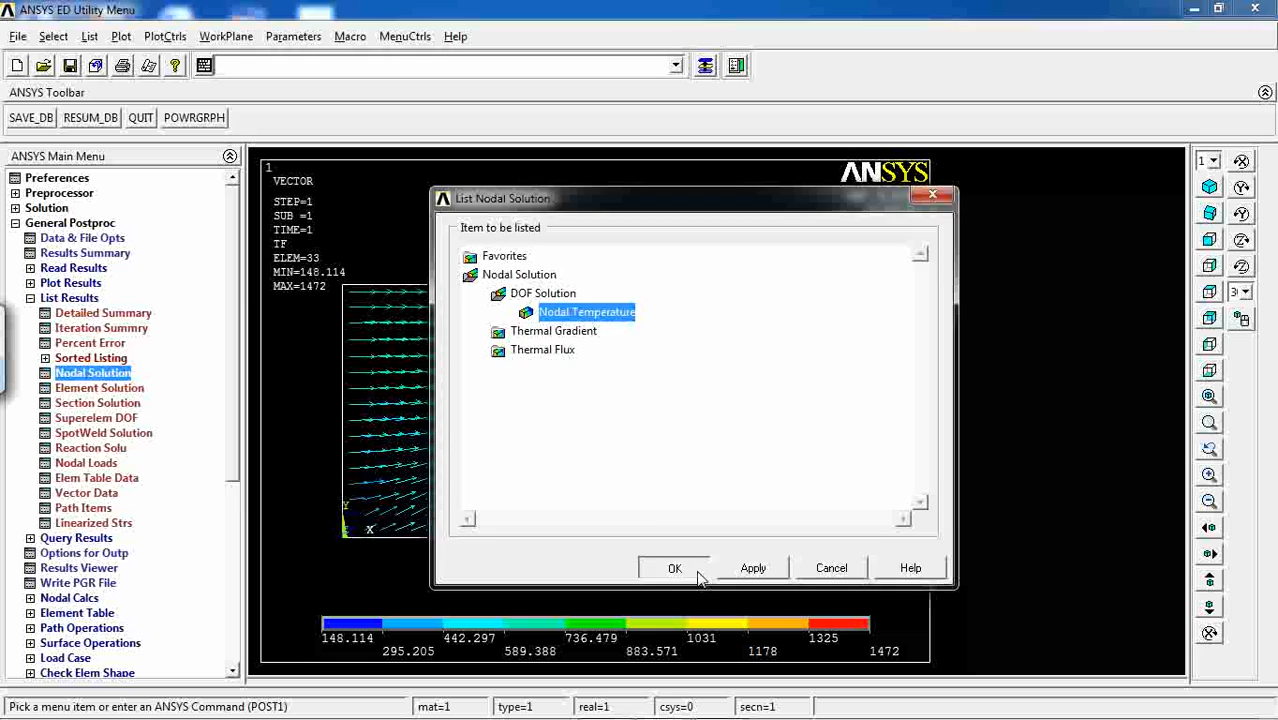 ANSYS ED Utility Menu
File Select List Plot PlotCtrls WorkPlane Parameters Macro MenuCtrls Help
ANSYS Toolbar
SAVE_DB RESUM_DB QUIT POWRGRPH
ANSYS Main Menu
Preferences
Preprocessor
Solution
General Postproc
Data & File Opts
Results Summary
Read Results
Plot Results
List Results
Detailed Summary
Iteration Summry
Percent Error
Sorted Listing
Nodal Solution
Element Solution
Section Solution
Superelem DOF
SpotWeld Solution
Reaction Solu
Nodal Loads
Elem Table Data
Vector Data
Path Items
Linearized Strs
Query Results
Options for Outp
Results Viewer
Write PGR File
Nodal Calcs
Element Table
Path Operations
Surface Operations
Load Case
Check Elem Shape
1
VECTOR
STEP=1
SUB =1
TIME=1
TF
ELEM=33
MIN=148.114
MAX=1472
ANSYS
Y
X
List Nodal Solution
Item to be listed
Favorites
Nodal Solution
DOF Solution
Nodal Temperature
Thermal Gradient
Thermal Flux
OK Apply Cancel Help
148.114 442.297 736.479 1031 1325
295.205 589.388 883.571 1178 1472
1
3
Pick a menu item or enter an ANSYS Command (POST1) mat=1 type=1 real=1 csys=0 secn=1